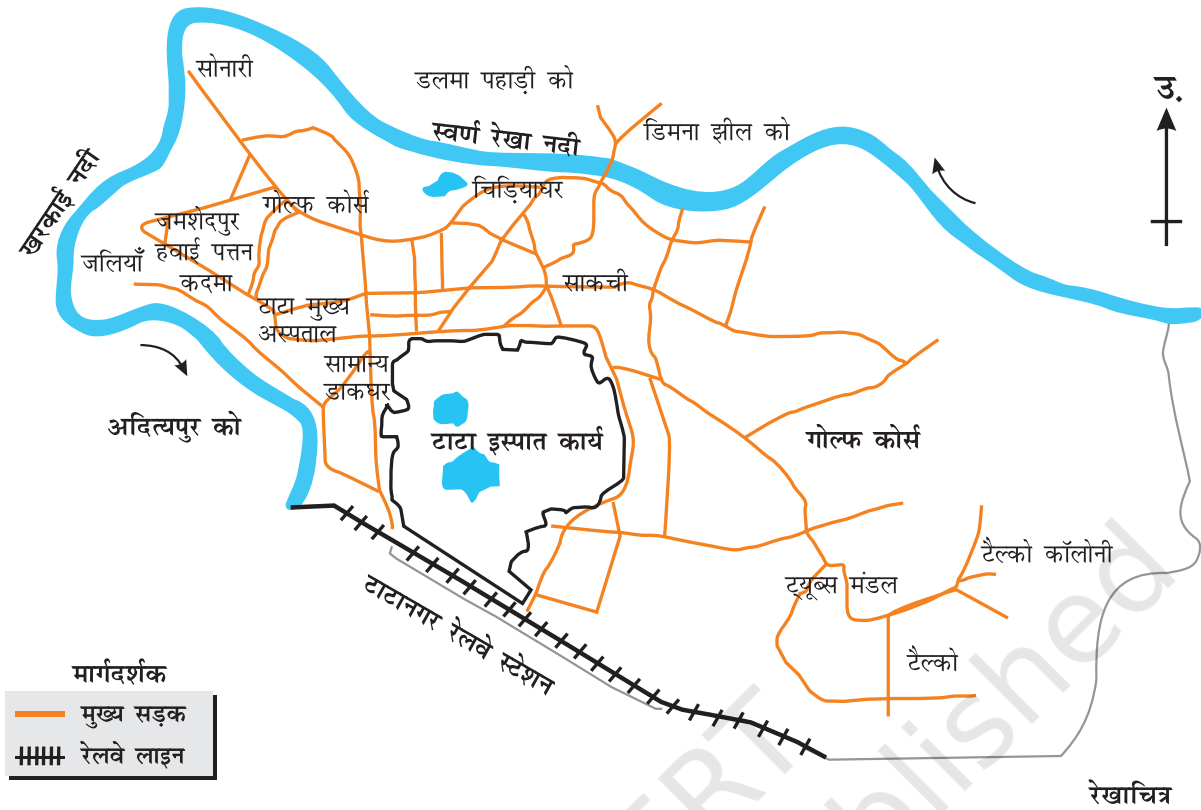 सोनारी
डलमा पहाड़ी को
उ.
स्वर्ण रेखा नदी
डिमना झील को
खरकाई नदी
चिड़ियाघर
गोल्फ कोर्स
जमशेदपुर
हवाई पत्तन
जलियाँ
कदमा
साकची
टाटा मुख्य
अस्पताल
सामान्य
डाकघर
अदित्यपुर को
टाटा इस्पात कार्य
गोल्फ कोर्स
टैल्को कॉलोनी
ट्यूब्स मंडल
टाटानगर रेलवे स्टेशन
टैल्को
मार्गदर्शक
मुख्य सड़क
रेलवे लाइन
रेखाचित्र